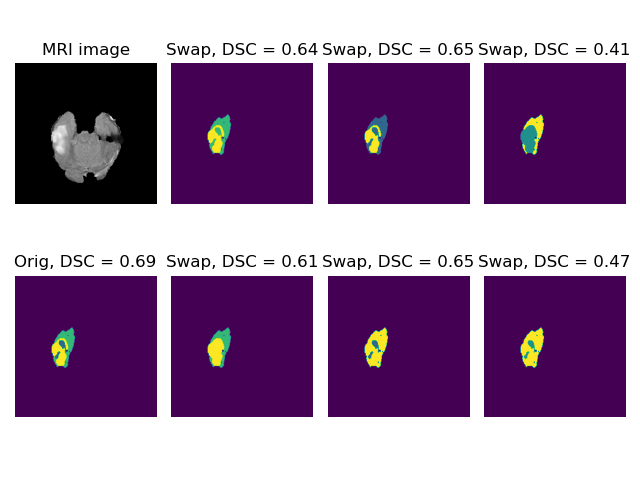 MRI image
Swap, DSC = 0.64
Swap, DSC = 0.65
Swap, DSC = 0.41
Orig, DSC = 0.69
Swap, DSC = 0.61
Swap, DSC = 0.65
Swap, DSC = 0.47